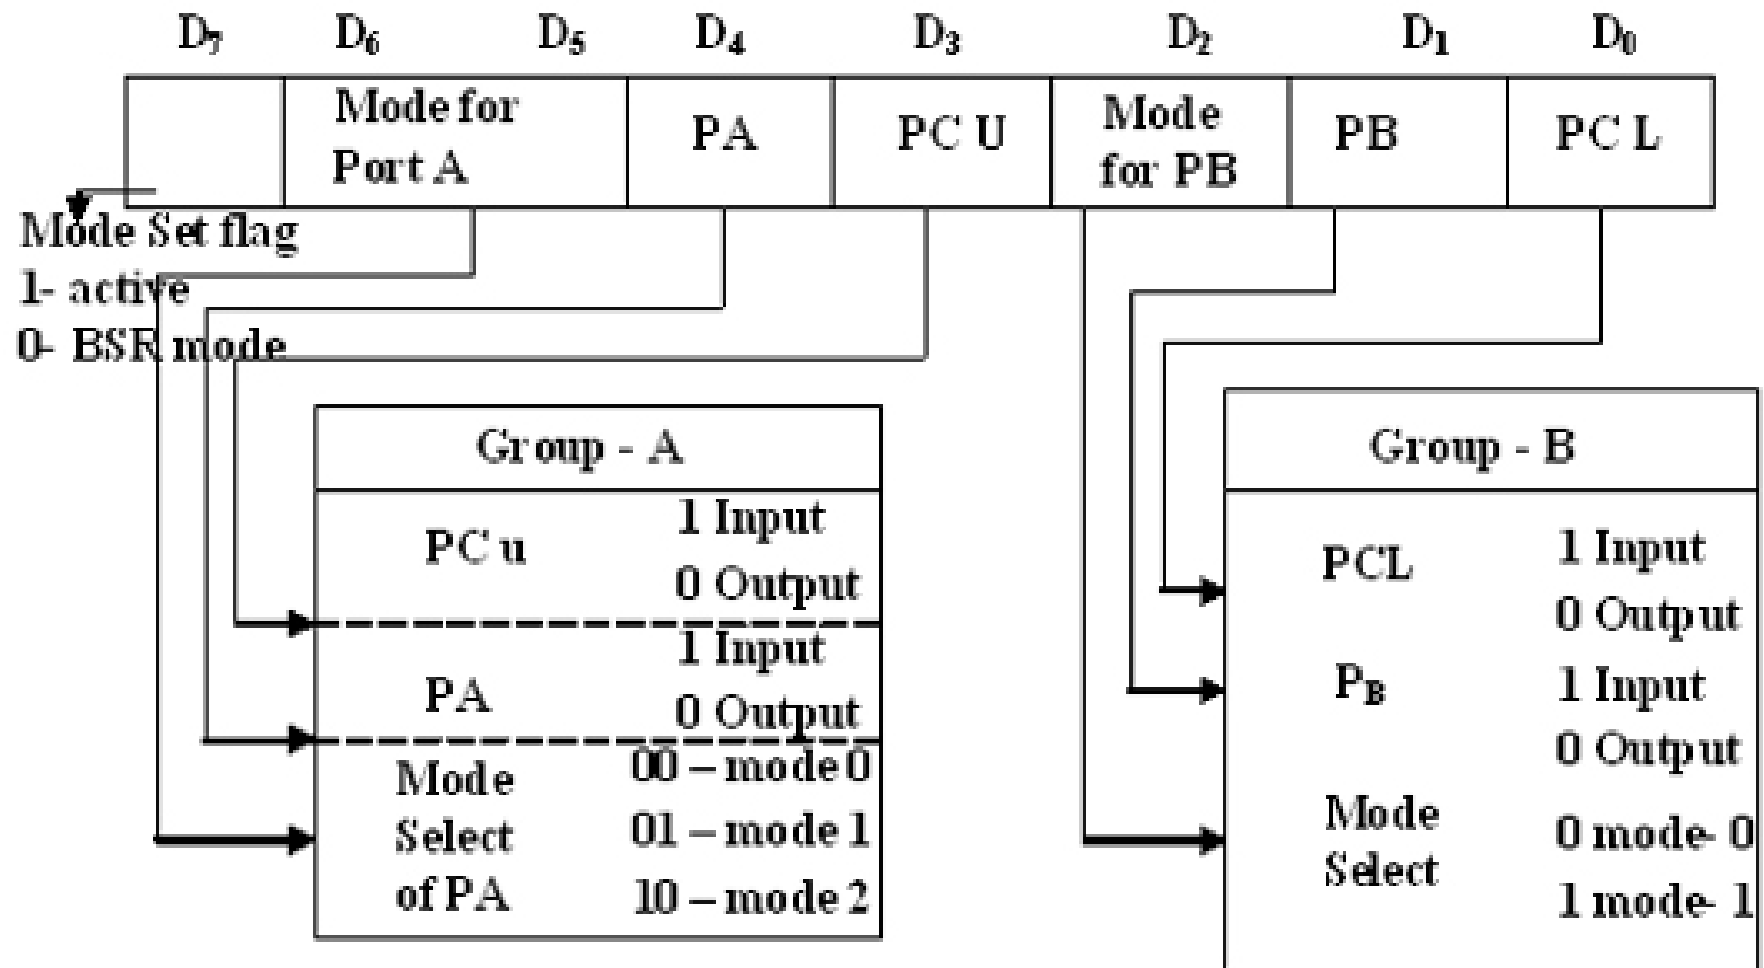 D₇ D₆ D₅ D₄ D₃ D₂ D₁ D₀
Mode for
Port A
PA
PC U
Mode
for PB
PB
PC L
Mode Set flag
1- active
0- BSR mode
Group - A
PC u
1 Input
0 Output
PA
1 Input
0 Output
Mode
Select
of PA
00 – mode 0
01 – mode 1
10 – mode 2
Group - B
PCL
1 Input
0 Output
P_B
1 Input
0 Output
Mode
Select
0 mode- 0
1 mode- 1